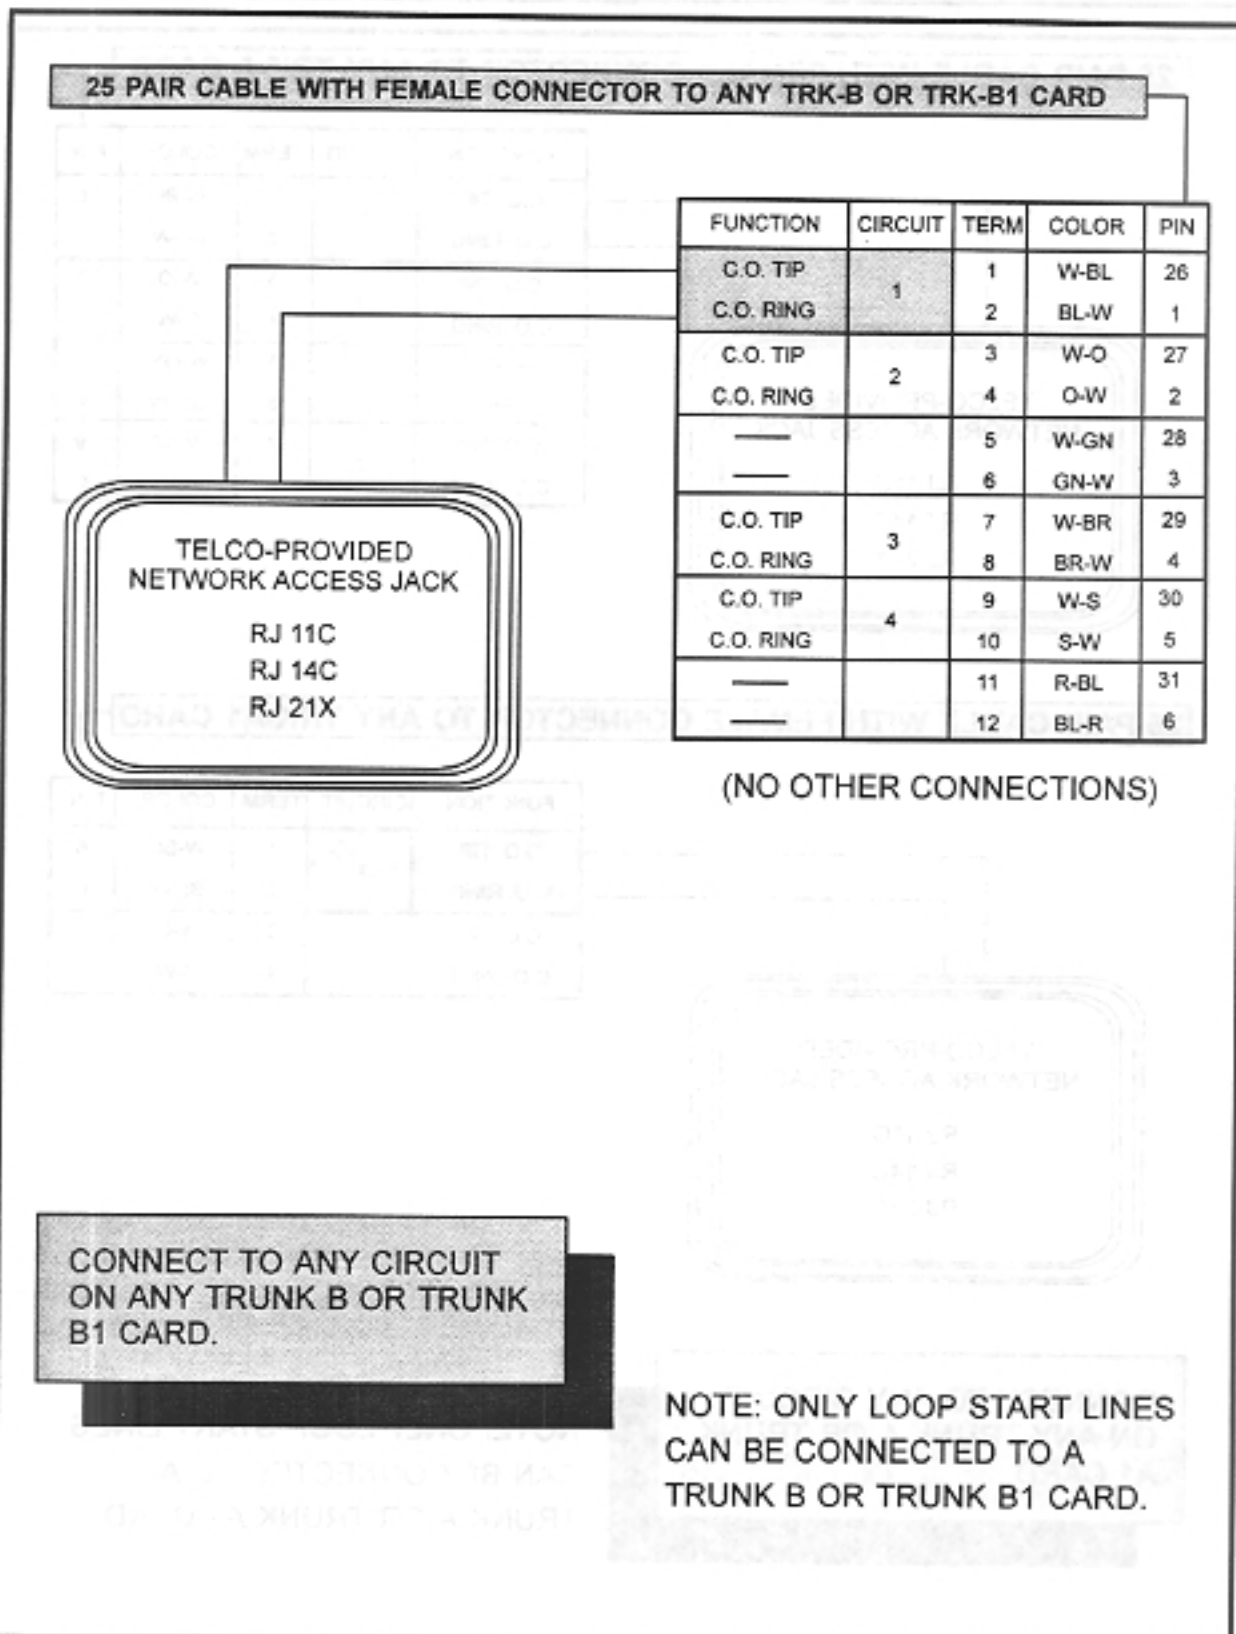 25 PAIR CABLE WITH FEMALE CONNECTOR TO ANY TRK-B OR TRK-B1 CARD
FUNCTION CIRCUIT TERM COLOR PIN
C.O. TIP 1 1 W-BL 26
C.O. RING 2 BL-W 1
C.O. TIP 2 3 W-O 27
C.O. RING 4 O-W 2
— 5 W-GN 28
— 6 GN-W 3
C.O. TIP 3 7 W-BR 29
C.O. RING 8 BR-W 4
C.O. TIP 4 9 W-S 30
C.O. RING 10 S-W 5
— 11 R-BL 31
— 12 BL-R 6
(NO OTHER CONNECTIONS)
TELCO-PROVIDED
NETWORK ACCESS JACK
RJ 11C
RJ 14C
RJ 21X
CONNECT TO ANY CIRCUIT
ON ANY TRUNK B OR TRUNK
B1 CARD.
NOTE: ONLY LOOP START LINES
CAN BE CONNECTED TO A
TRUNK B OR TRUNK B1 CARD.